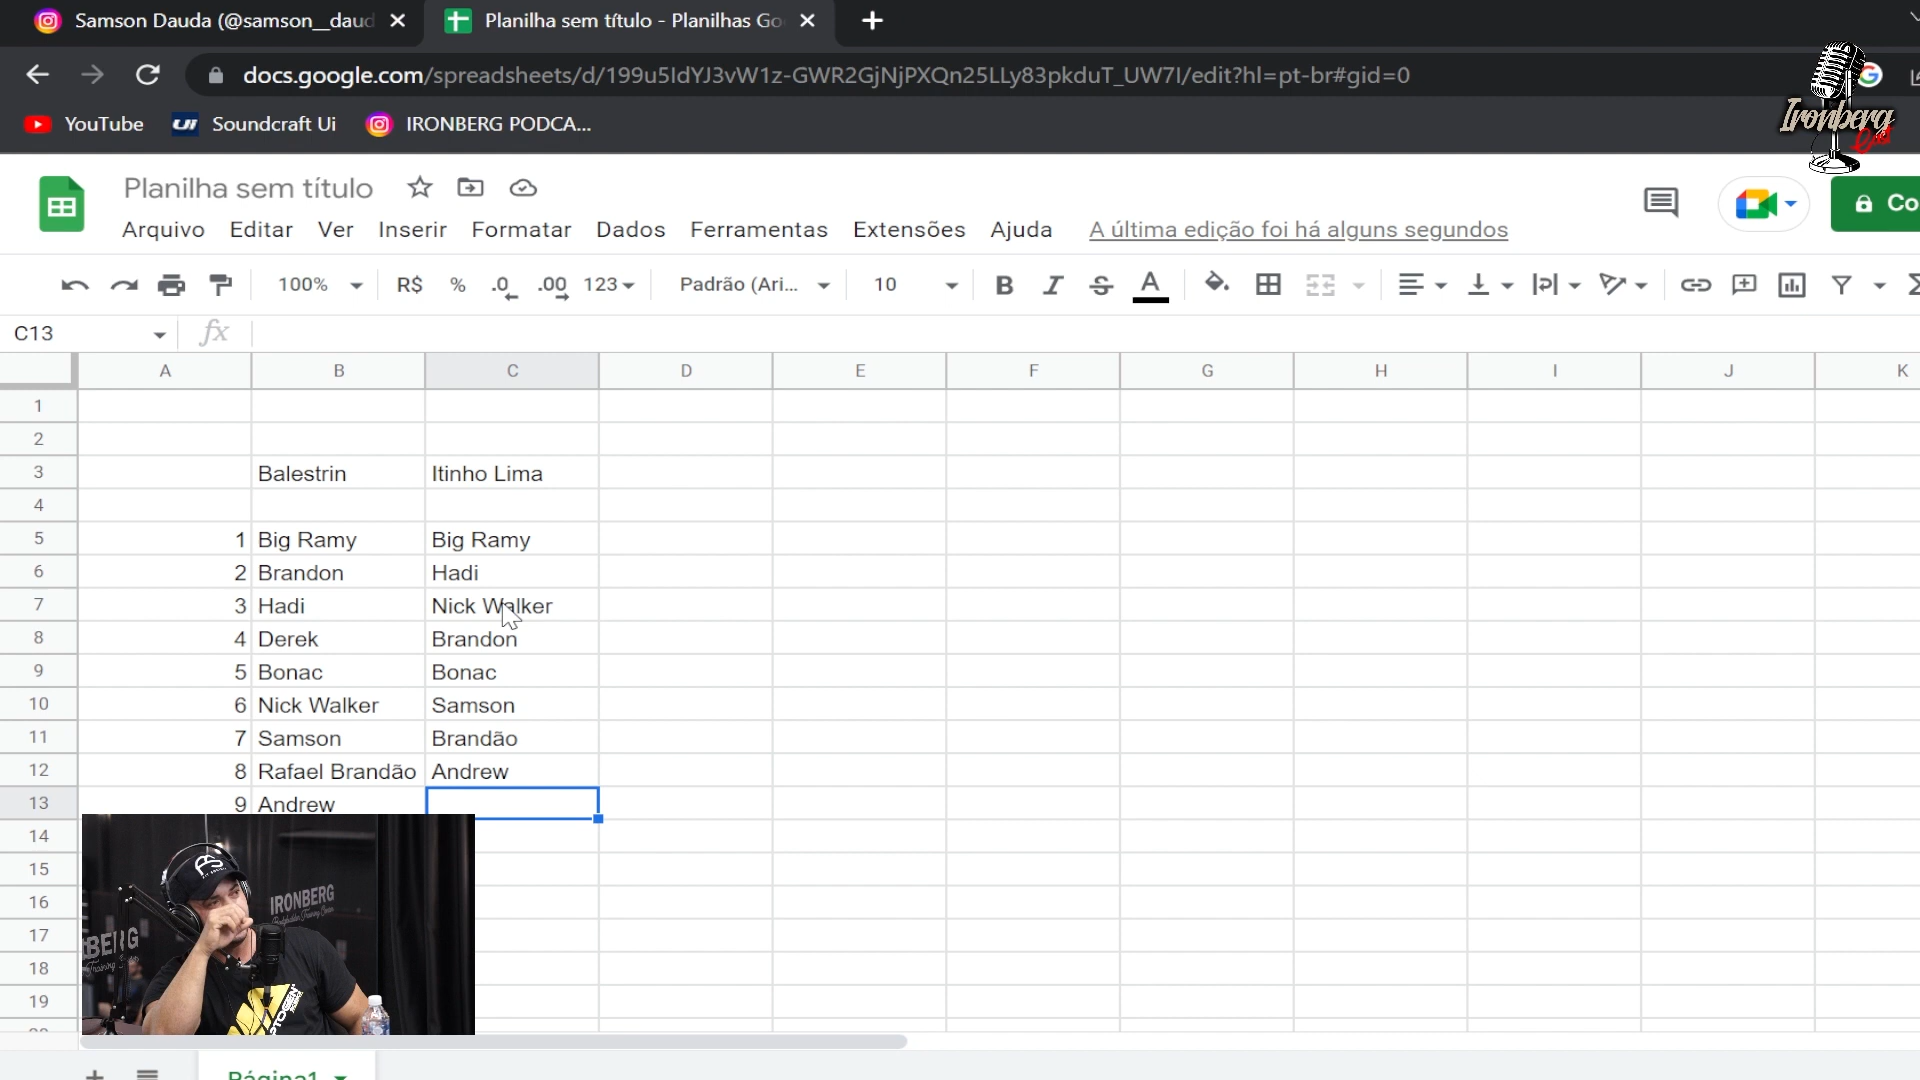 Samson Dauda (@samson__daud
Planilha sem título - Planilhas Go
docs.google.com/spreadsheets/d/199u5IdYJ3vW1z-GWR2GjNjPXQn25LLy83pkduT_UW7I/edit?hl=pt-br#gid=0
YouTube
Soundcraft Ui
IRONBERG PODCA...
Ironberg
Cast
Planilha sem título
Arquivo Editar Ver Inserir Formatar Dados Ferramentas Extensões Ajuda A última edição foi há alguns segundos
Co
100% R$ % .0 .00 123 Padrão (Ari... 10 B I S A
C13 fx
A B C D E F G H I J K
1
2
3 Balestrin Itinho Lima
4
5 1 Big Ramy Big Ramy
6 2 Brandon Hadi
7 3 Hadi Nick Walker
8 4 Derek Brandon
9 5 Bonac Bonac
10 6 Nick Walker Samson
11 7 Samson Brandão
12 8 Rafael Brandão Andrew
13 9 Andrew
14
15
16
17
18
19
IRONBERG
Página1